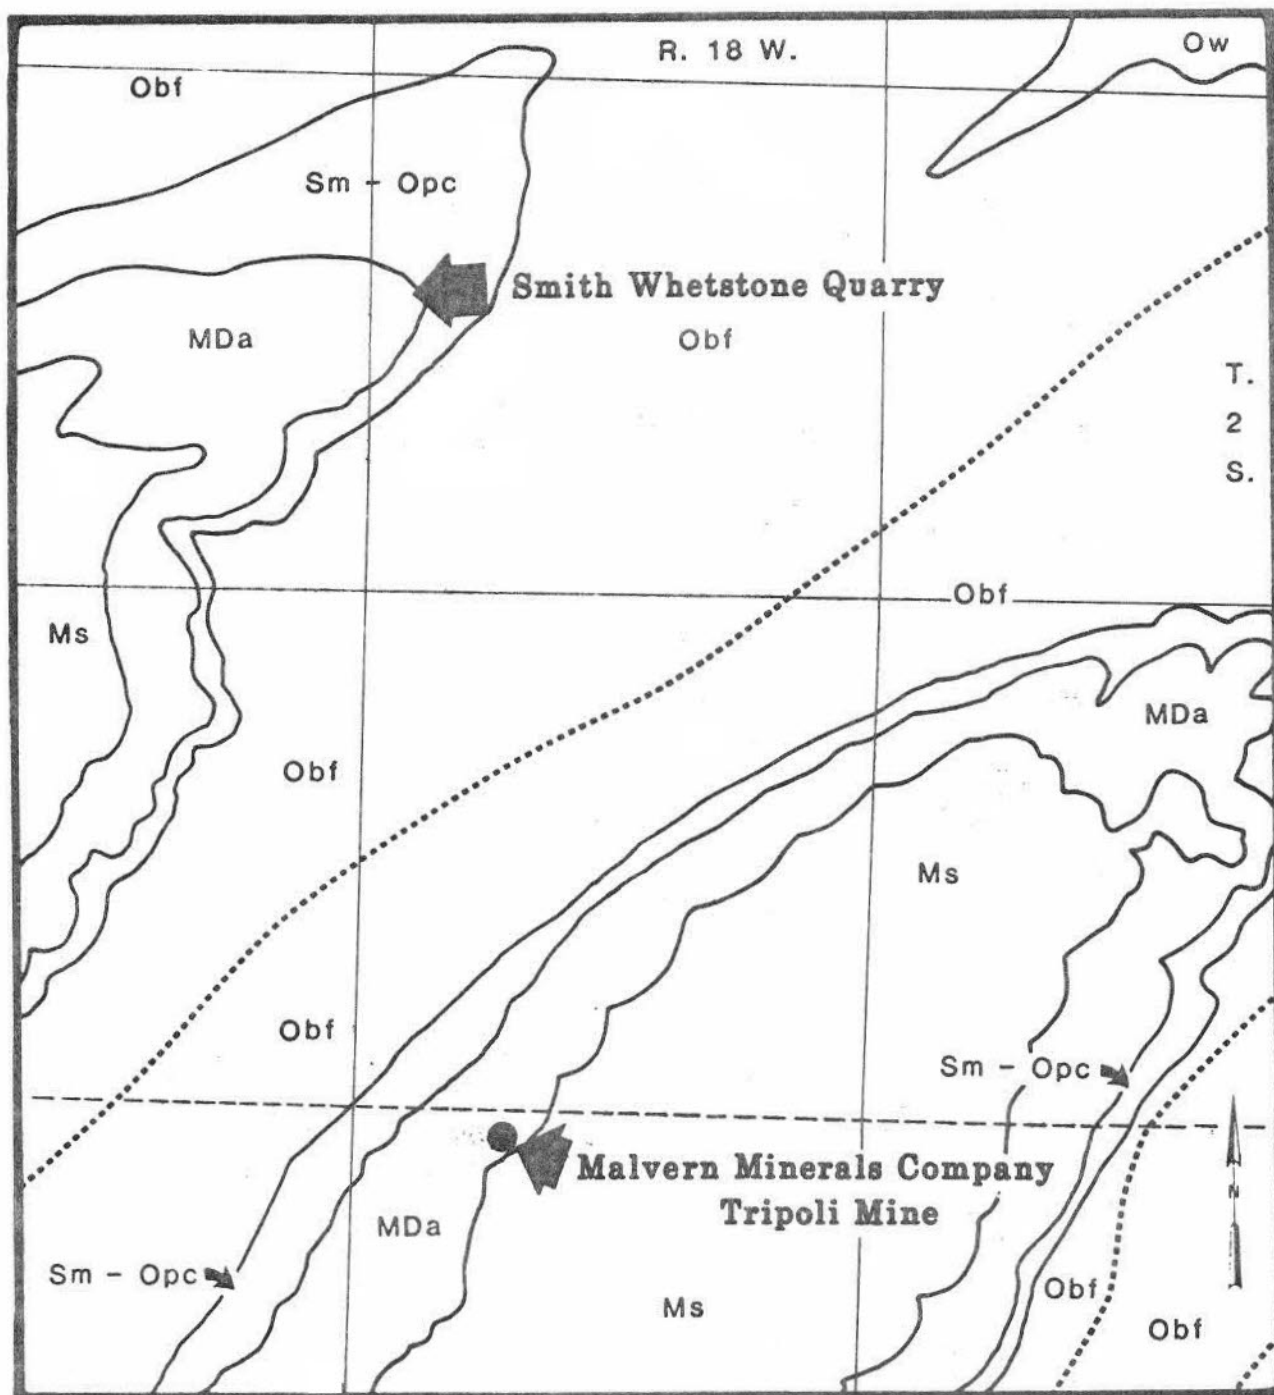 R. 18 W.
Ow
Obf
Sm - Opc
Smith Whetstone Quarry
MDa
Obf
T.
2
S.
Obf
Ms
MDa
Obf
Ms
Obf
Sm - Opc
N
Malvern Minerals Company
Tripoli Mine
MDa
Sm - Opc
Obf
Ms
Obf